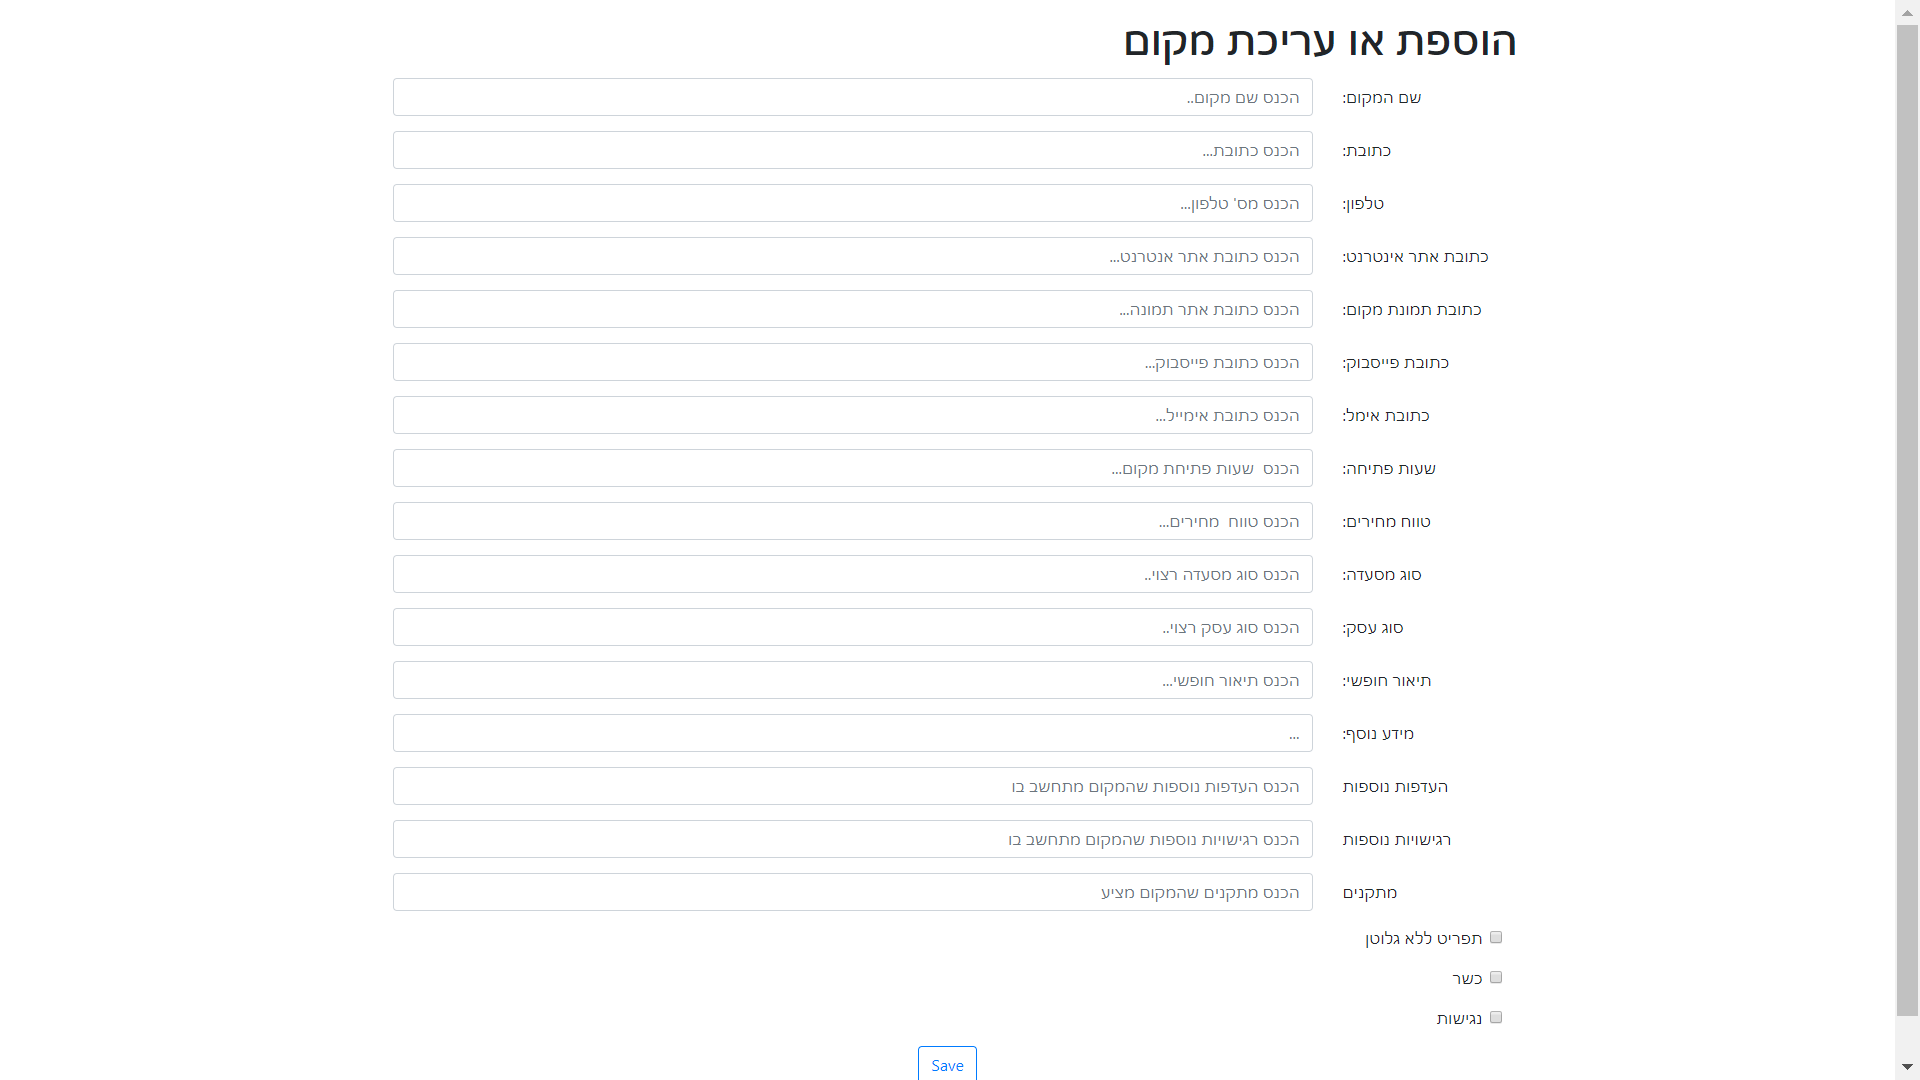 הוספת או עריכת מקום
שם המקום: הכנס שם מקום..
כתובת: הכנס כתובת...
טלפון: הכנס מס' טלפון...
כתובת אתר אינטרנט: הכנס כתובת אתר אנטרנט...
כתובת תמונת מקום: הכנס כתובת אתר תמונה...
כתובת פייסבוק: הכנס כתובת פייסבוק...
כתובת אימל: הכנס כתובת אימייל...
שעות פתיחה: הכנס  שעות פתיחת מקום...
טווח מחירים: הכנס טווח  מחירים...
סוג מסעדה: הכנס סוג מסעדה רצוי..
סוג עסק: הכנס סוג עסק רצוי..
תיאור חופשי: הכנס תיאור חופשי...
מידע נוסף: ...
העדפות נוספות הכנס העדפות נוספות שהמקום מתחשב בו
רגישויות נוספות הכנס רגישויות נוספות שהמקום מתחשב בו
מתקנים הכנס מתקנים שהמקום מציע
תפריט ללא גלוטן
כשר
נגישות
Save